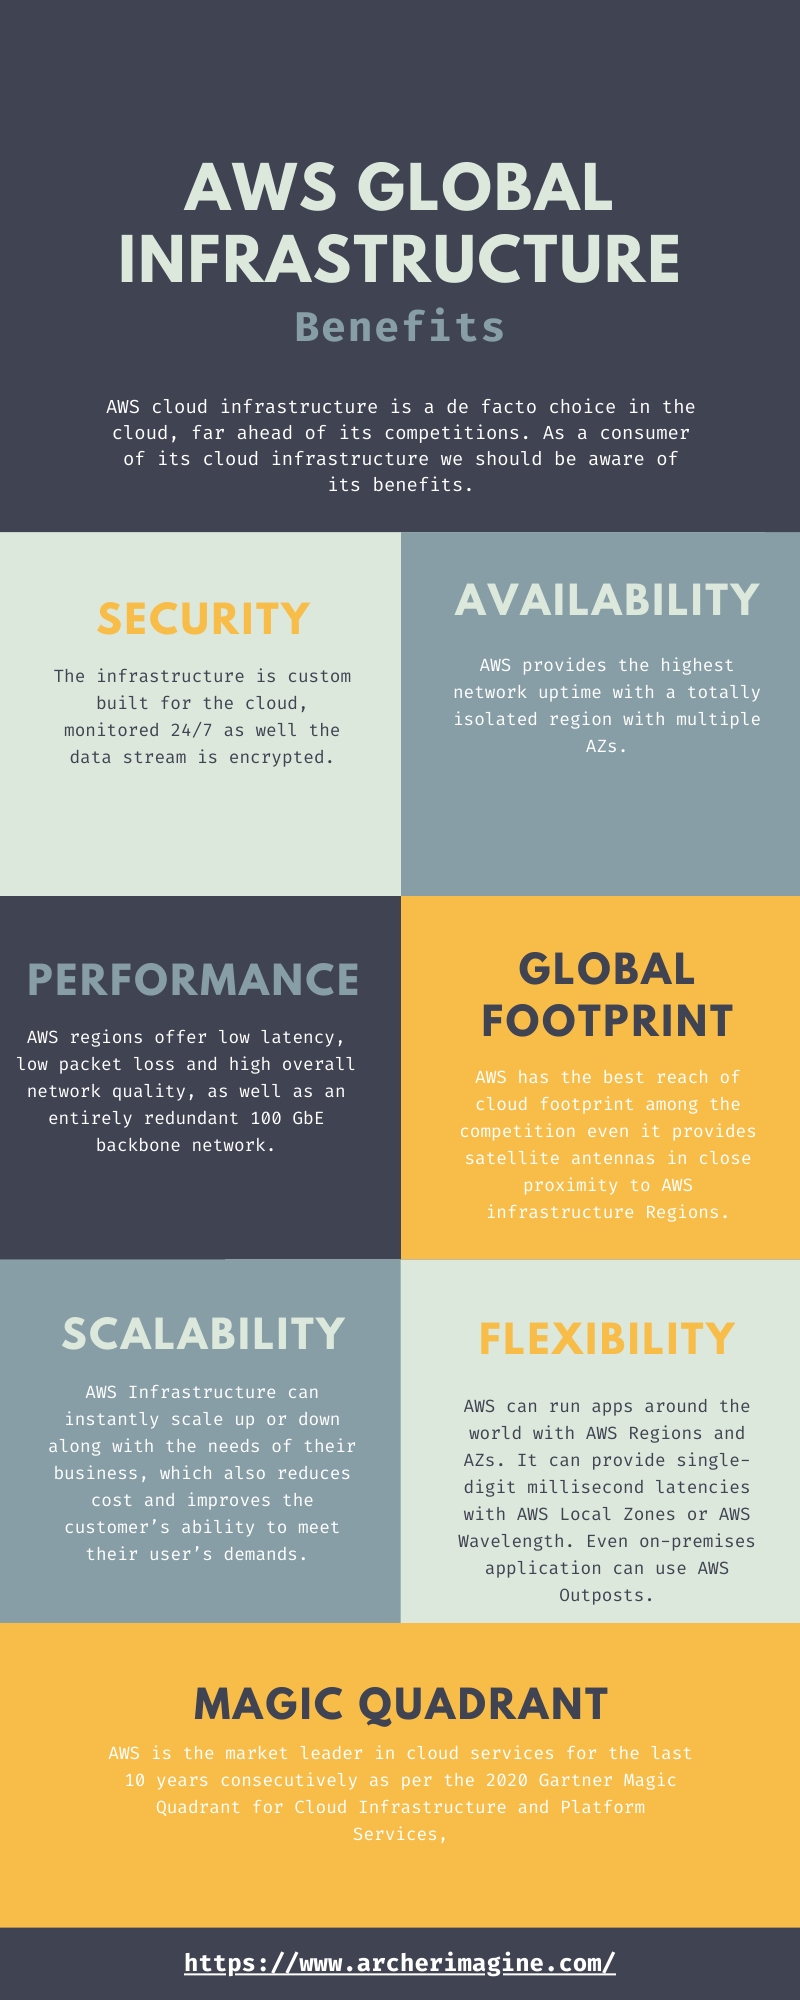 AWS GLOBAL
INFRASTRUCTURE
Benefits
AWS cloud infrastructure is a de facto choice in the
cloud, far ahead of its competitions. As a consumer
of its cloud infrastructure we should be aware of
its benefits.
SECURITY
The infrastructure is custom
built for the cloud,
monitored 24/7 as well the
data stream is encrypted.
AVAILABILITY
AWS provides the highest
network uptime with a totally
isolated region with multiple
AZs.
PERFORMANCE
AWS regions offer low latency,
low packet loss and high overall
network quality, as well as an
entirely redundant 100 GbE
backbone network.
GLOBAL
FOOTPRINT
AWS has the best reach of
cloud footprint among the
competition even it provides
satellite antennas in close
proximity to AWS
infrastructure Regions.
SCALABILITY
AWS Infrastructure can
instantly scale up or down
along with the needs of their
business, which also reduces
cost and improves the
customer’s ability to meet
their user’s demands.
FLEXIBILITY
AWS can run apps around the
world with AWS Regions and
AZs. It can provide single-
digit millisecond latencies
with AWS Local Zones or AWS
Wavelength. Even on-premises
application can use AWS
Outposts.
MAGIC QUADRANT
AWS is the market leader in cloud services for the last
10 years consecutively as per the 2020 Gartner Magic
Quadrant for Cloud Infrastructure and Platform
Services,
https://www.archerimagine.com/